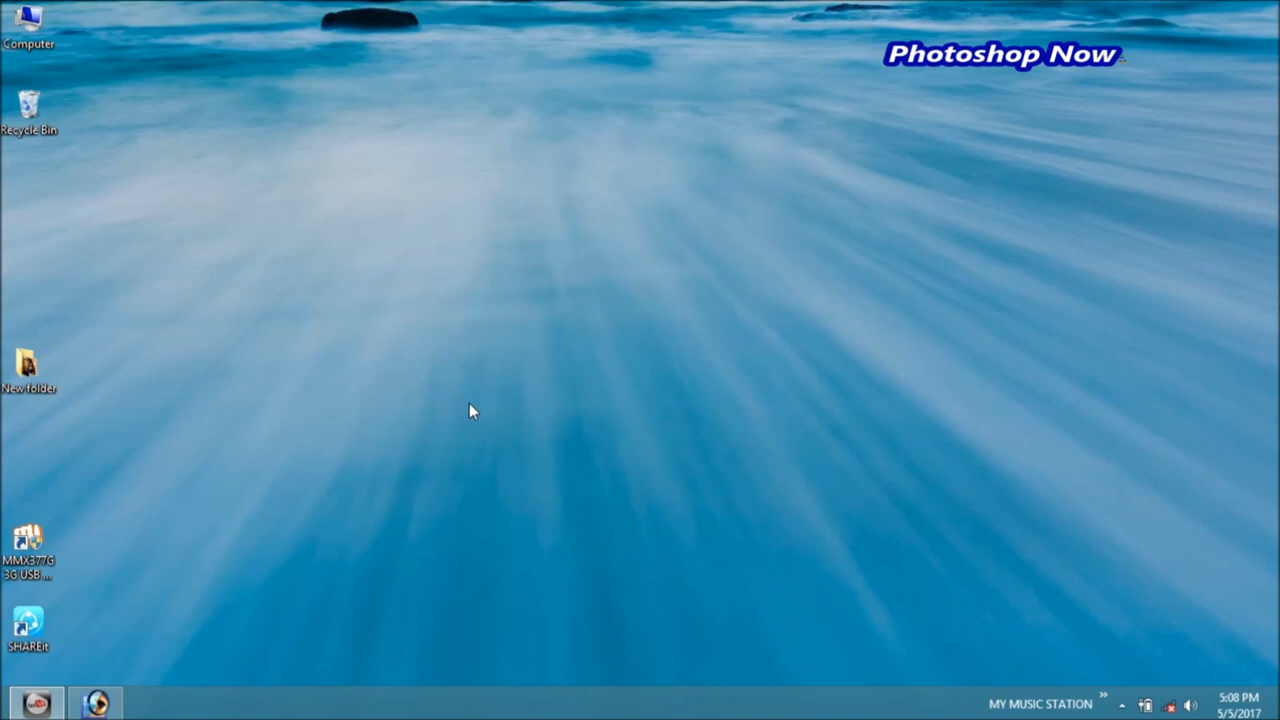 Computer
Photoshop Now
Recycle Bin
New folder
MMX377G
3G USB ...
SHAREit
MY MUSIC STATION
5:08 PM
5/5/2017